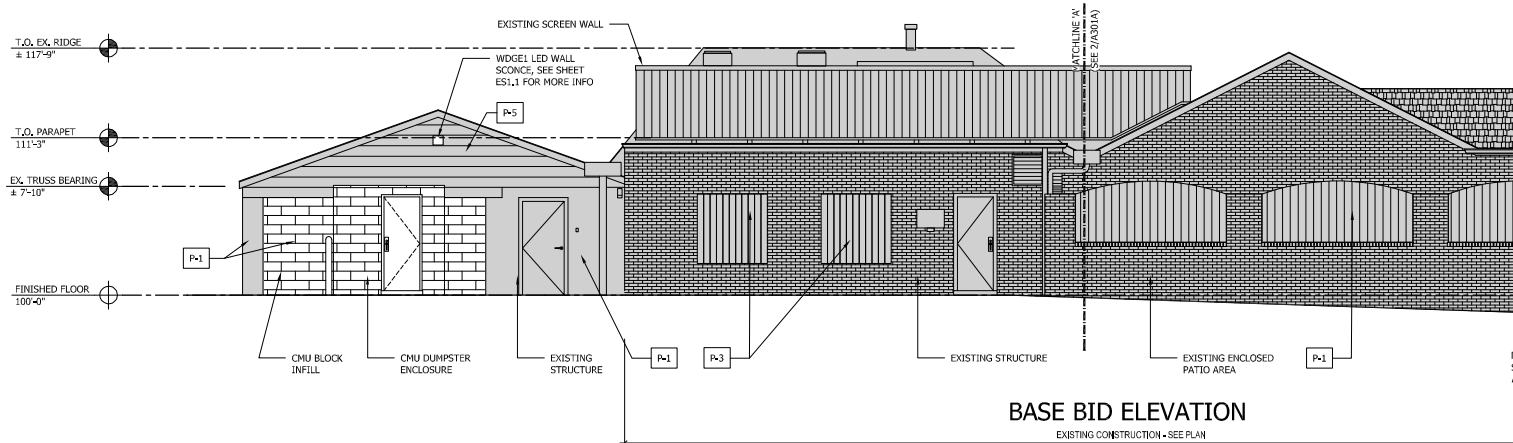 EXISTING SCREEN WALL
MATCHLINE 'A'
(SEE 2/A301A)
T.O. EX. RIDGE
± 117'-9"
WDGE1 LED WALL
SCONCE, SEE SHEET
ES1.1 FOR MORE INFO
P-5
T.O. PARAPET
111'-3"
EX. TRUSS BEARING
± 7'-10"
P-1
FINISHED FLOOR
100'-0"
CMU BLOCK
INFILL
CMU DUMPSTER
ENCLOSURE
EXISTING
STRUCTURE
P-1
P-3
EXISTING STRUCTURE
EXISTING ENCLOSED
PATIO AREA
P-1
BASE BID ELEVATION
EXISTING CONSTRUCTION - SEE PLAN